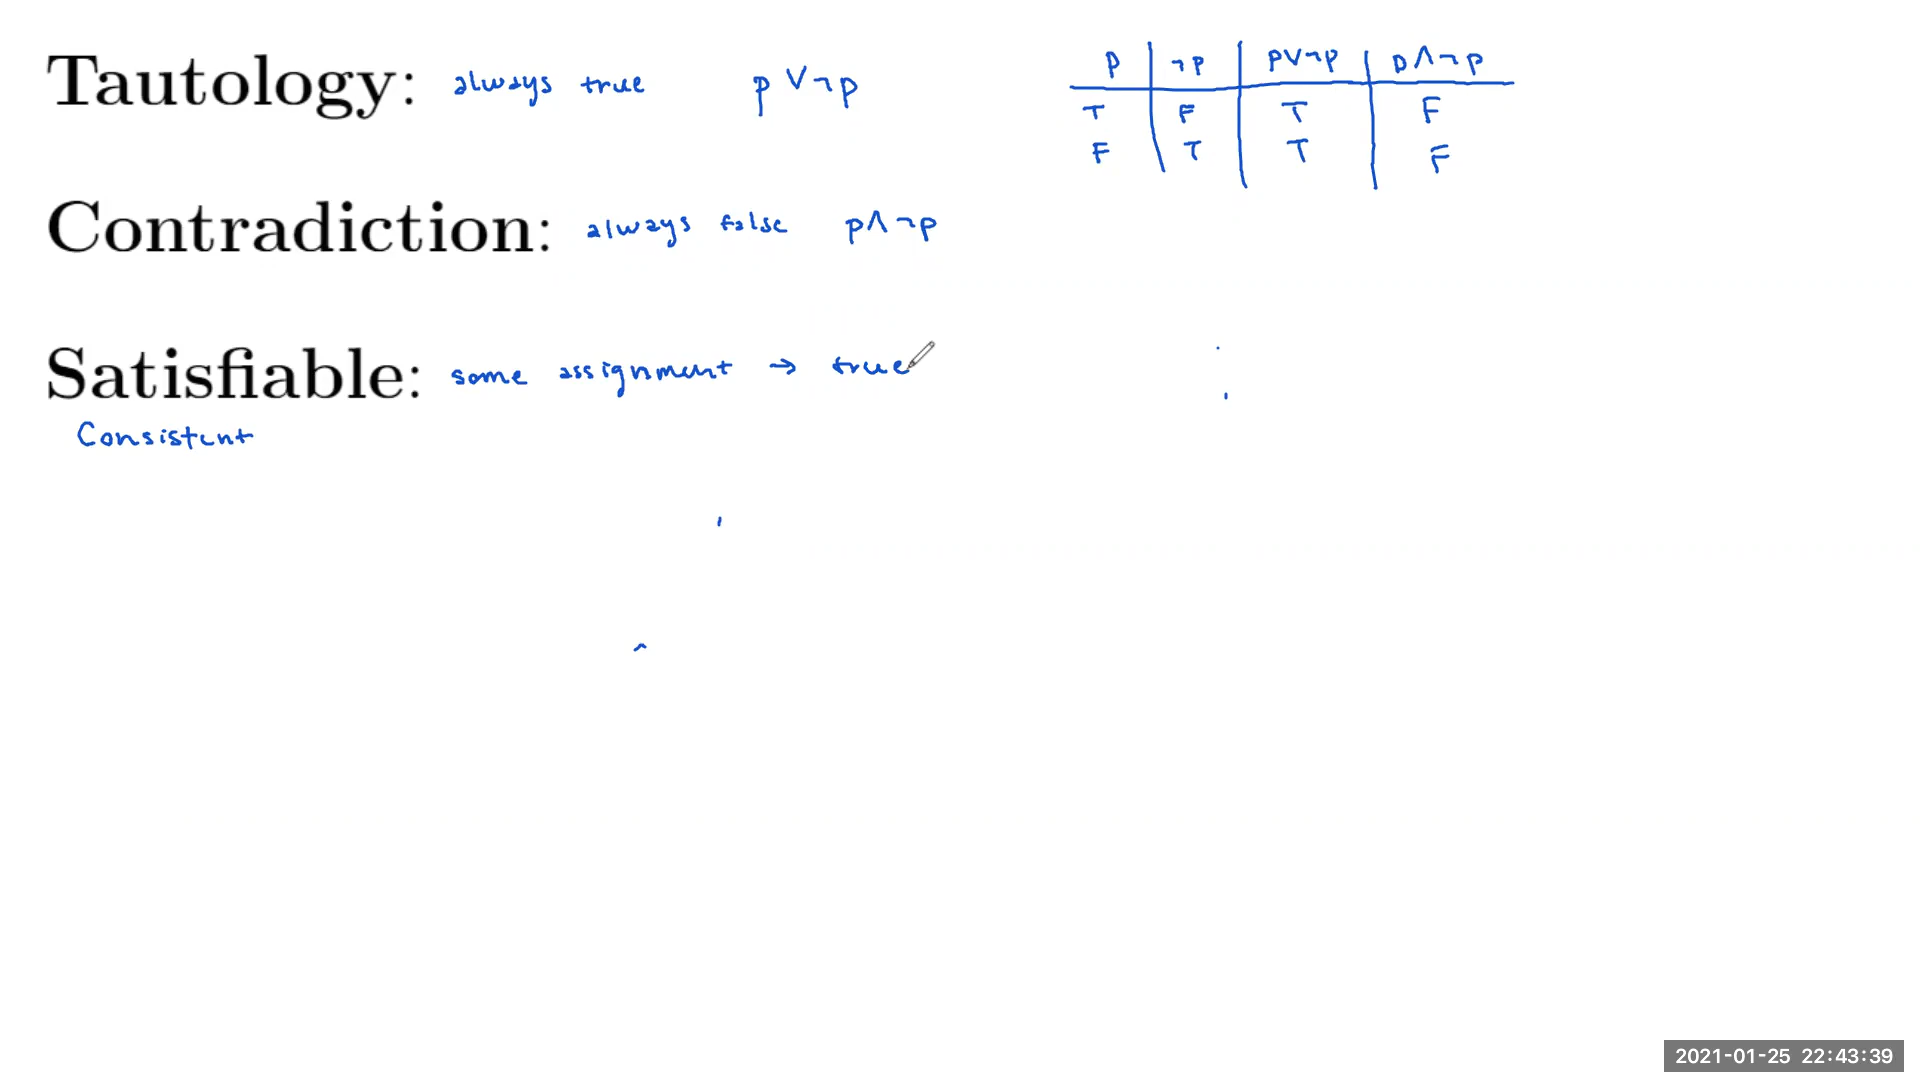 Tautology: always true p ∨ ¬p
p ¬p p∨¬p p∧¬p
T F T F
F T T F
Contradiction: always false p∧¬p
Satisfiable: some assignment → true
Consistent
2021-01-25 22:43:39